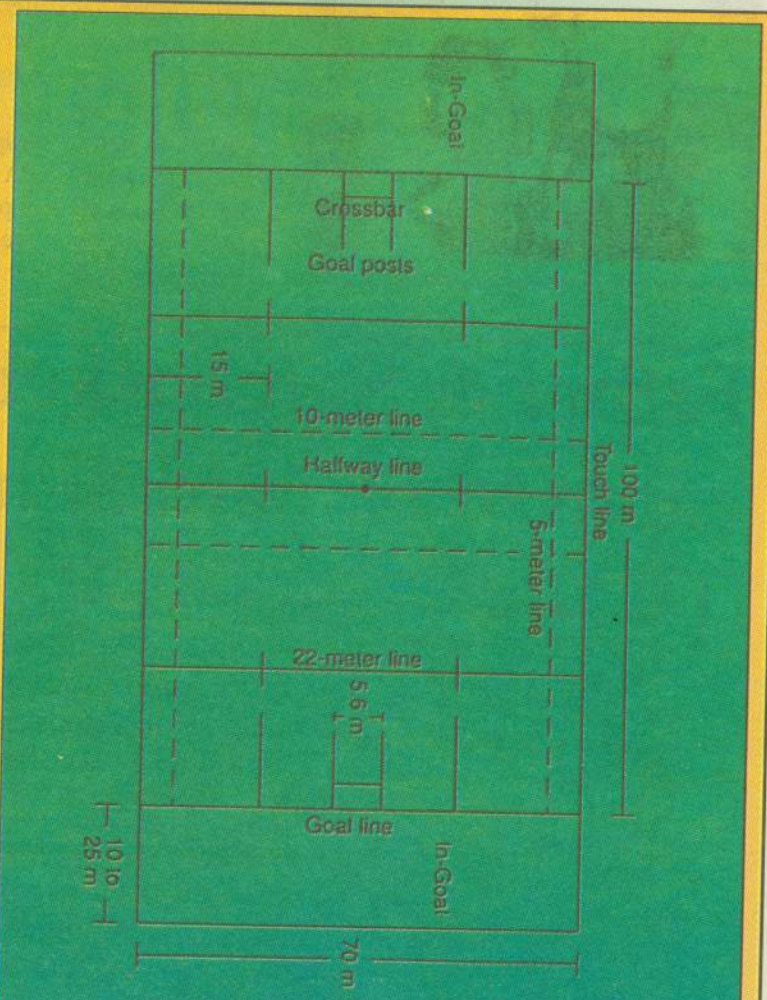 In-Goal
Crossbar
Goal posts
15 m
10-meter line
Halfway line
Touch line
100 m
5-meter line
22-meter line
5.6 m
Goal line
In-Goal
10 to
25 m
70 m